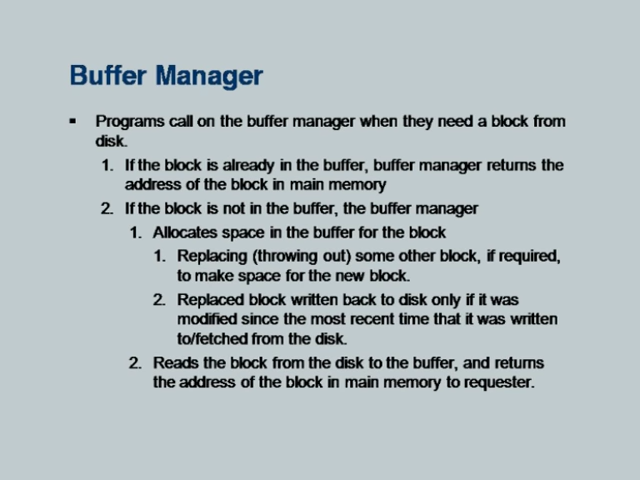 Buffer Manager
▪ Programs call on the buffer manager when they need a block from
disk.
1. If the block is already in the buffer, buffer manager returns the
address of the block in main memory
2. If the block is not in the buffer, the buffer manager
1. Allocates space in the buffer for the block
1. Replacing (throwing out) some other block, if required,
to make space for the new block.
2. Replaced block written back to disk only if it was
modified since the most recent time that it was written
to/fetched from the disk.
2. Reads the block from the disk to the buffer, and returns
the address of the block in main memory to requester.